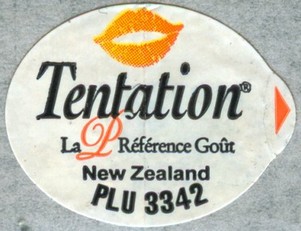 Tentation®
La P Référence Goût
New Zealand
PLU 3342